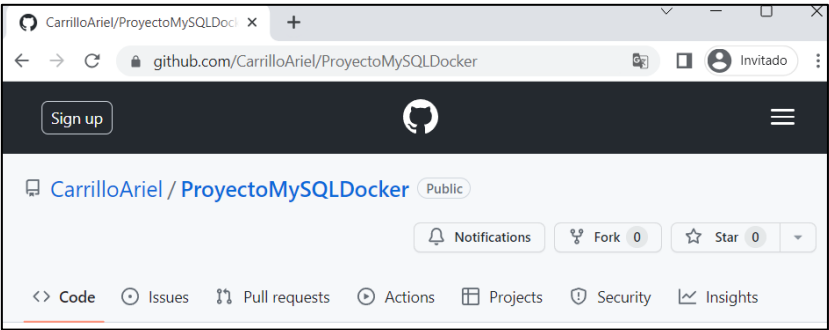 CarrilloAriel/ProyectoMySQLDoc
github.com/CarrilloAriel/ProyectoMySQLDocker
Invitado
Sign up
CarrilloAriel / ProyectoMySQLDocker Public
Notifications Fork 0 Star 0
Code Issues Pull requests Actions Projects Security Insights